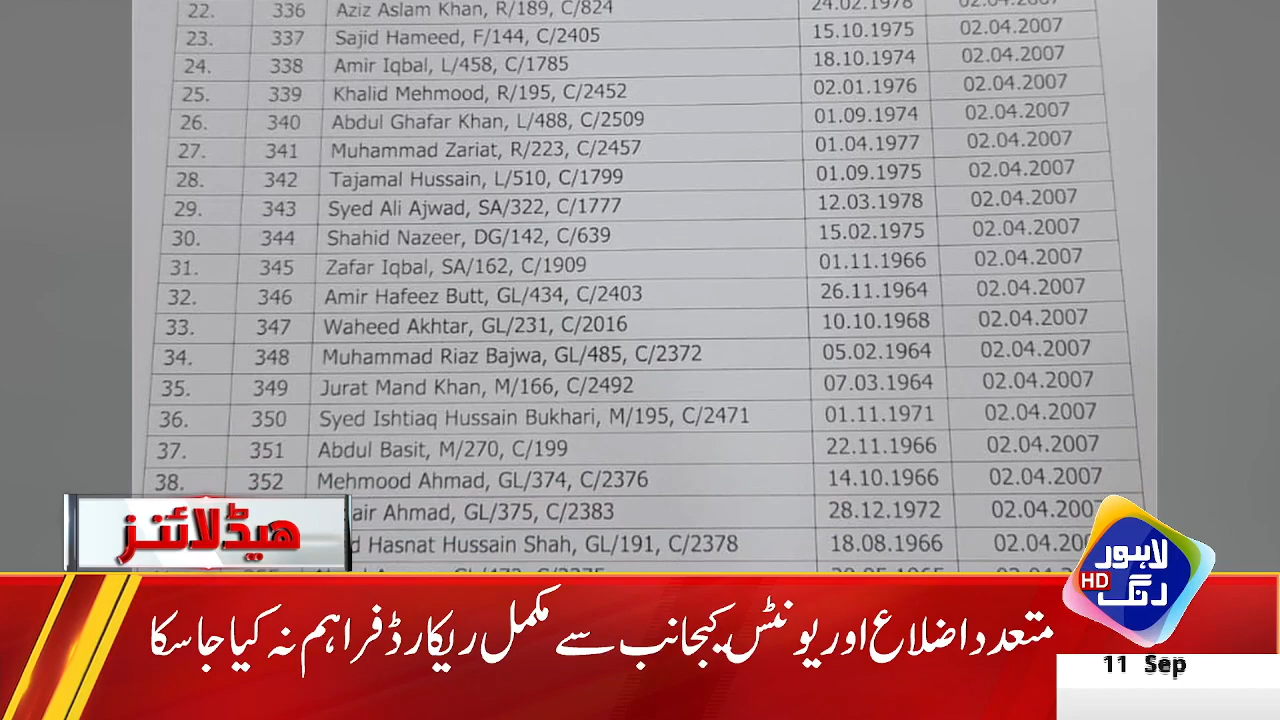 22. 336 Aziz Aslam Khan, R/189, C/824 24.02.1978 02.04.2007
23. 337 Sajid Hameed, F/144, C/2405 15.10.1975 02.04.2007
24. 338 Amir Iqbal, L/458, C/1785 18.10.1974 02.04.2007
25. 339 Khalid Mehmood, R/195, C/2452 02.01.1976 02.04.2007
26. 340 Abdul Ghafar Khan, L/488, C/2509 01.09.1974 02.04.2007
27. 341 Muhammad Zariat, R/223, C/2457 01.04.1977 02.04.2007
28. 342 Tajamal Hussain, L/510, C/1799 01.09.1975 02.04.2007
29. 343 Syed Ali Ajwad, SA/322, C/1777 12.03.1978 02.04.2007
30. 344 Shahid Nazeer, DG/142, C/639 15.02.1975 02.04.2007
31. 345 Zafar Iqbal, SA/162, C/1909 01.11.1966 02.04.2007
32. 346 Amir Hafeez Butt, GL/434, C/2403 26.11.1964 02.04.2007
33. 347 Waheed Akhtar, GL/231, C/2016 10.10.1968 02.04.2007
34. 348 Muhammad Riaz Bajwa, GL/485, C/2372 05.02.1964 02.04.2007
35. 349 Jurat Mand Khan, M/166, C/2492 07.03.1964 02.04.2007
36. 350 Syed Ishtiaq Hussain Bukhari, M/195, C/2471 01.11.1971 02.04.2007
37. 351 Abdul Basit, M/270, C/199 22.11.1966 02.04.2007
38. 352 Mehmood Ahmad, GL/374, C/2376 14.10.1966 02.04.2007
air Ahmad, GL/375, C/2383 28.12.1972 02.04.200
d Hasnat Hussain Shah, GL/191, C/2378 18.08.1966 02.04.
ہیڈلائنز
لاہور
رنگ HD
متعدد اضلاع اور یونٹس کیجانب سے مکمل ریکارڈ فراہم نہ کیا جا سکا
11 Sep